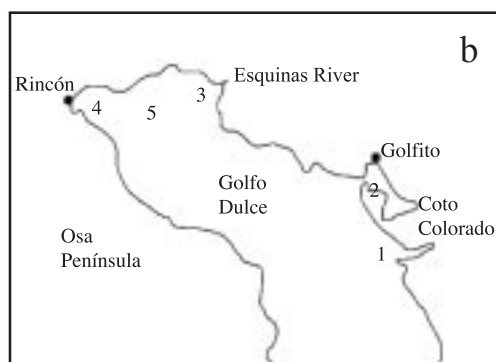 b
Rincón
Esquinas River
4
5
3
Golfito
Golfo
Dulce
2
Coto
Colorado
Osa
Península
1